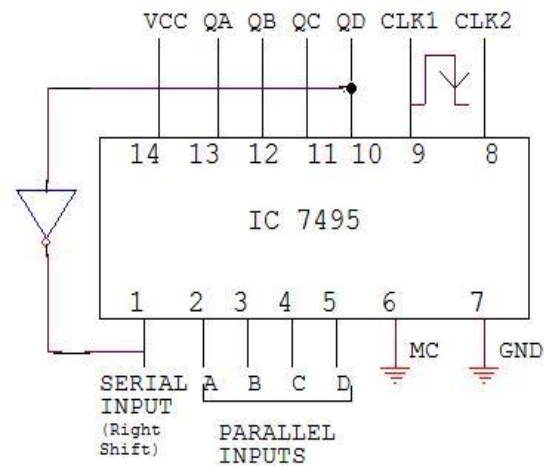 VCC QA QB QC QD CLK1 CLK2
14 13 12 11 10 9 8
IC 7495
1 2 3 4 5 6 7
MC GND
SERIAL A B C D
INPUT
(Right
Shift)
PARALLEL
INPUTS